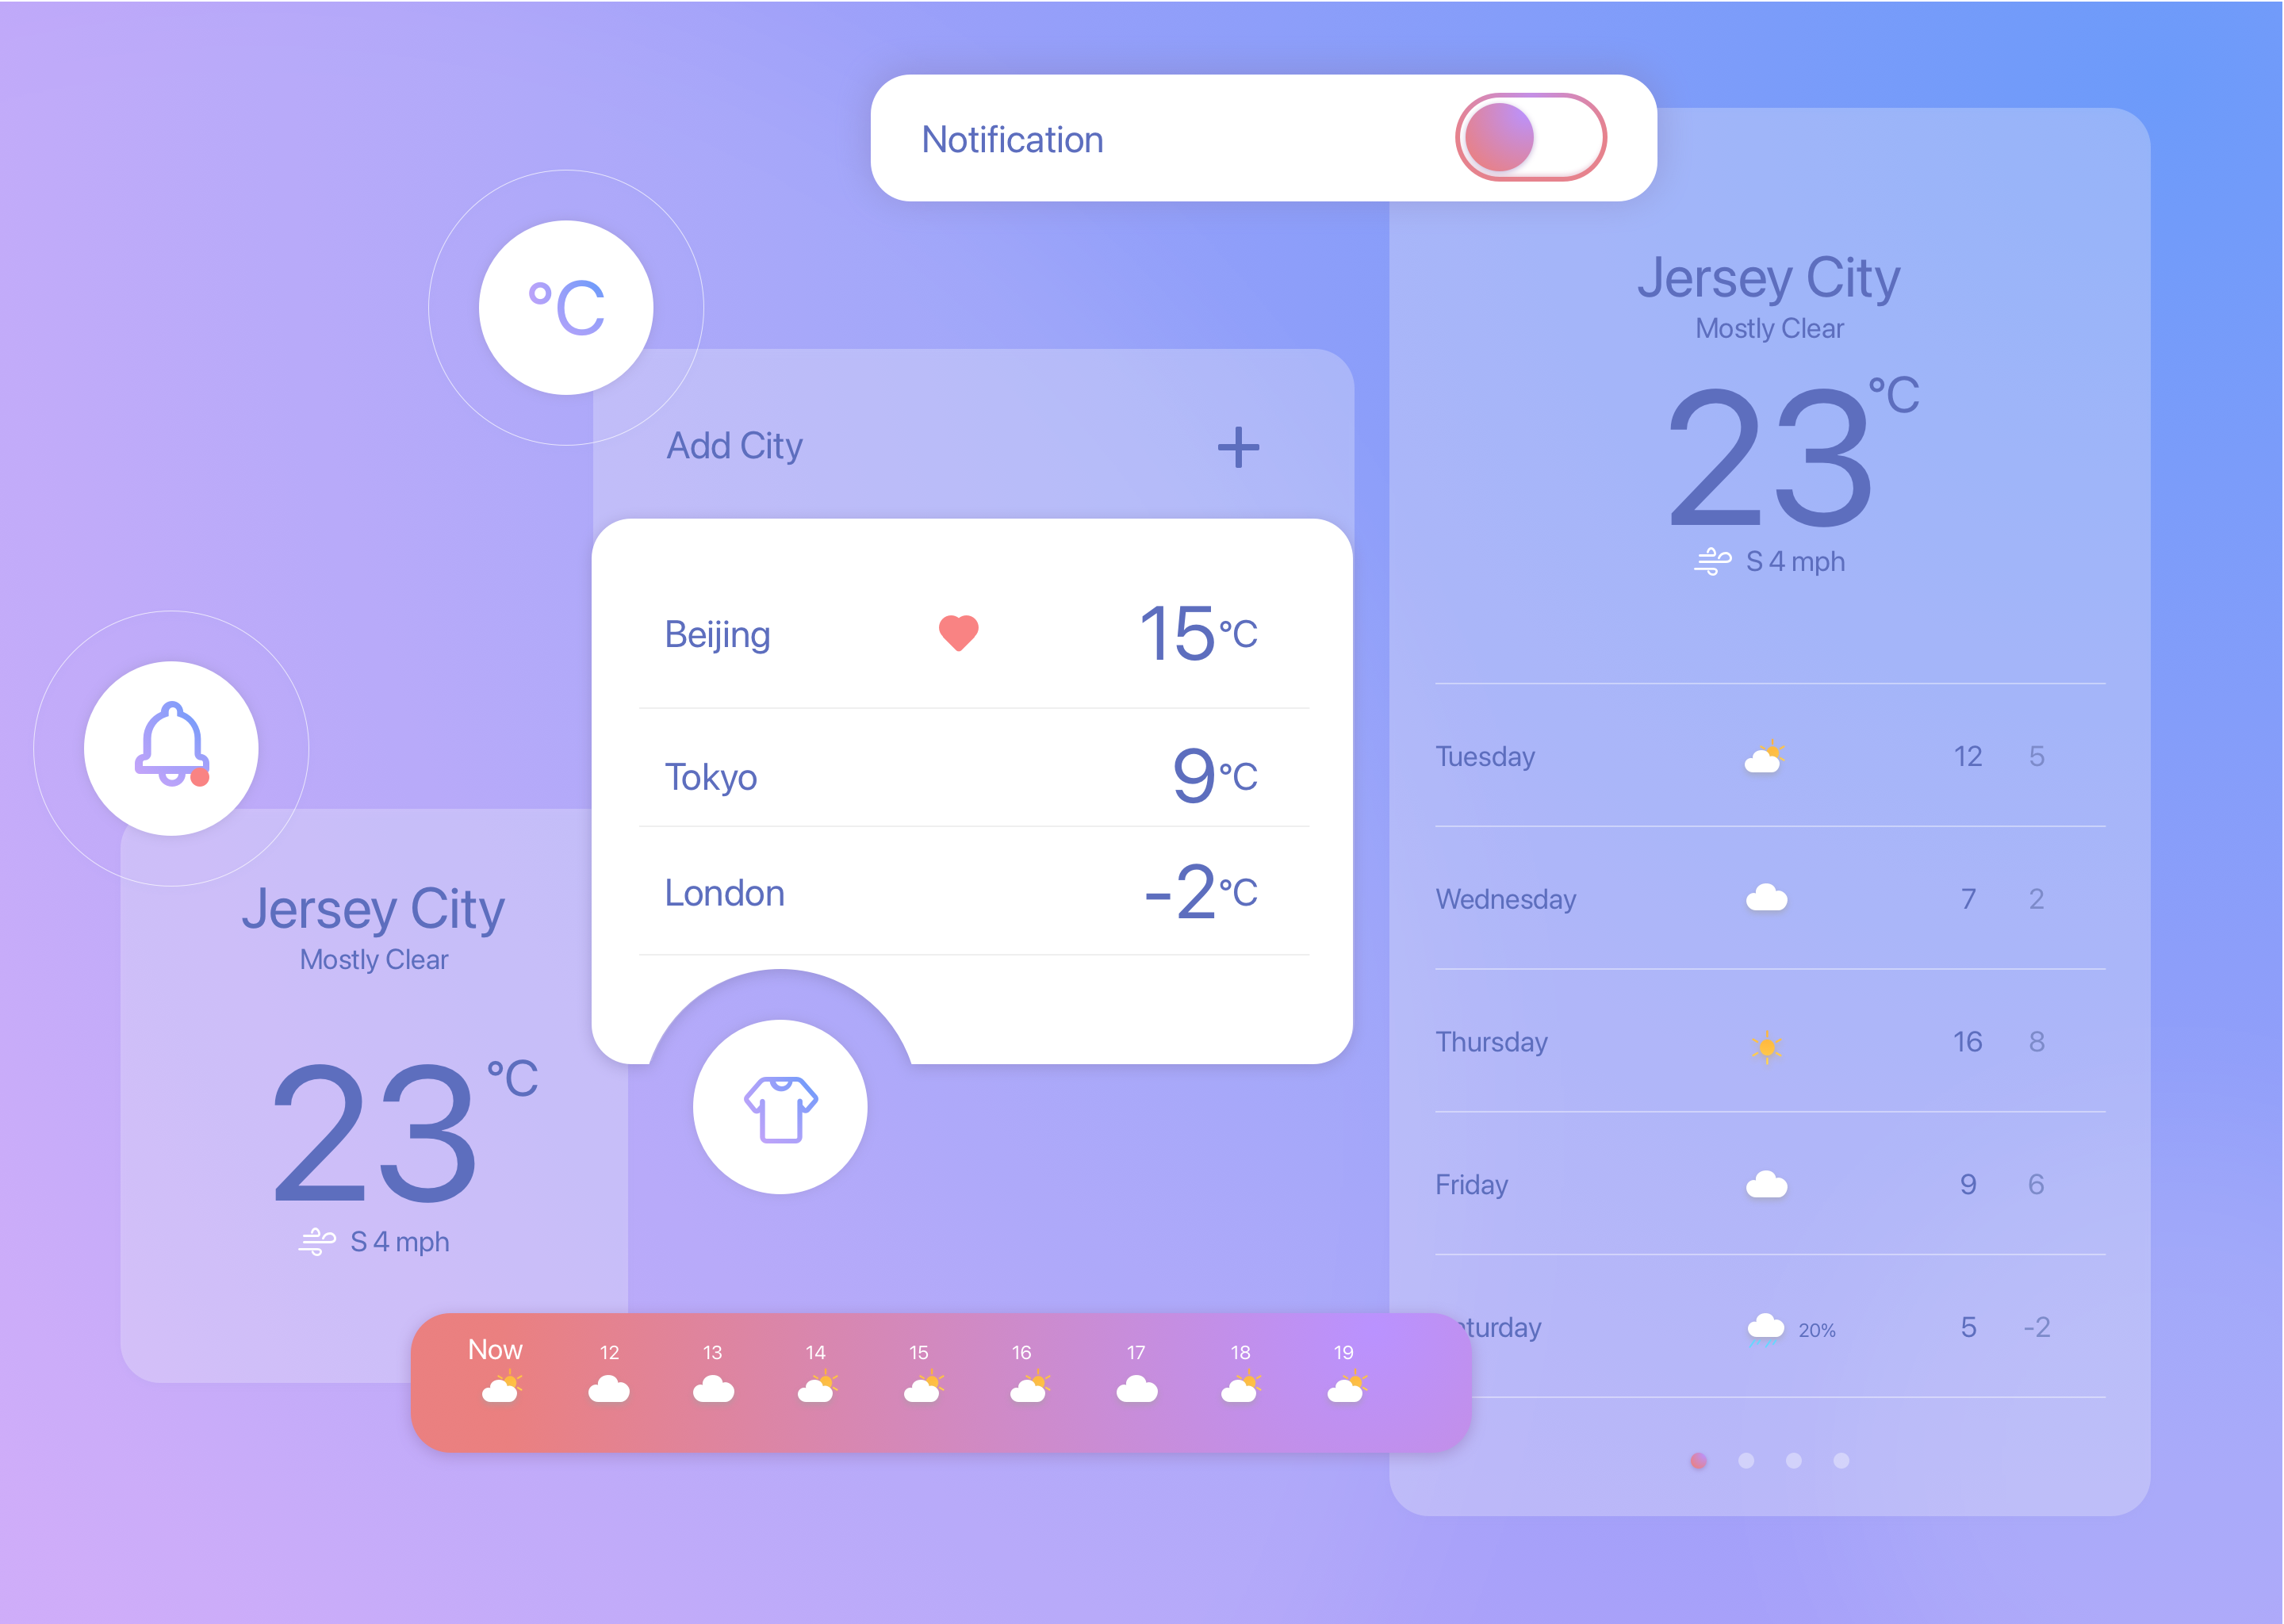 Notification
°C
Jersey City
Mostly Clear
23 °C
S 4 mph
Add City +
Beijing 15 °C
Tokyo 9 °C
London -2 °C
Tuesday 12 5
Wednesday 7 2
Thursday 16 8
Friday 9 6
aturday 20% 5 -2
Jersey City
Mostly Clear
23 °C
S 4 mph
Now 12 13 14 15 16 17 18 19